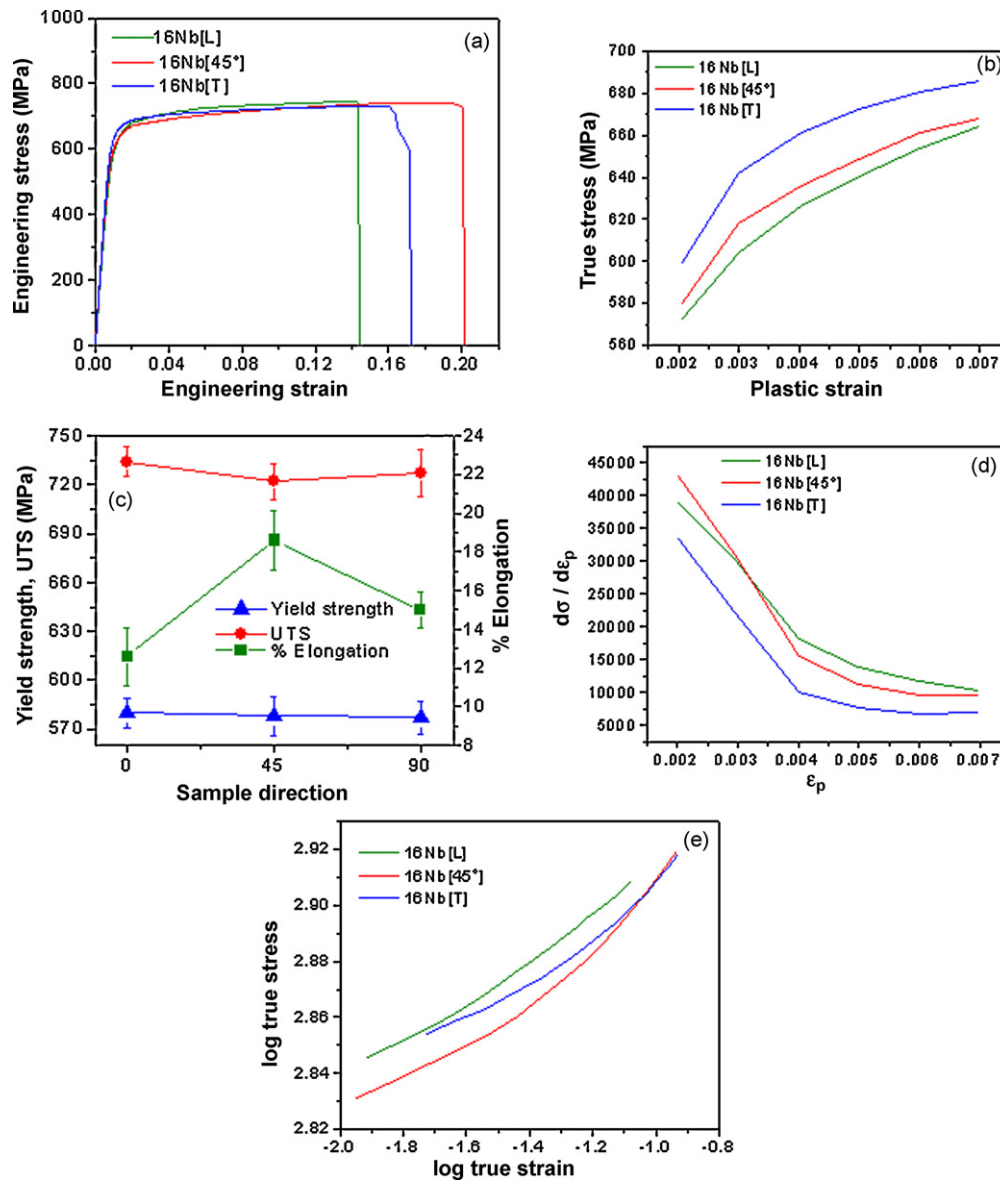 (a)
1000
800
600
400
200
0
0.00 0.04 0.08 0.12 0.16 0.20
Engineering stress (MPa)
Engineering strain
16Nb[L]
16Nb[45°]
16Nb[T]
(b)
700
680
660
640
620
600
580
560
0.002 0.003 0.004 0.005 0.006 0.007
True stress (MPa)
Plastic strain
16 Nb[L]
16 Nb[45°]
16 Nb[T]
(c)
750
720
690
660
630
600
570
24
22
20
18
16
14
12
10
8
0 45 90
Yield strength, UTS (MPa)
% Elongation
Sample direction
Yield strength
UTS
% Elongation
(d)
45000
40000
35000
30000
25000
20000
15000
10000
5000
0.002 0.003 0.004 0.005 0.006 0.007
dσ / dεp
εp
16Nb[L]
16Nb[45°]
16Nb[T]
(e)
2.92
2.90
2.88
2.86
2.84
2.82
-2.0 -1.8 -1.6 -1.4 -1.2 -1.0 -0.8
log true stress
log true strain
16Nb[L]
16Nb[45°]
16Nb[T]